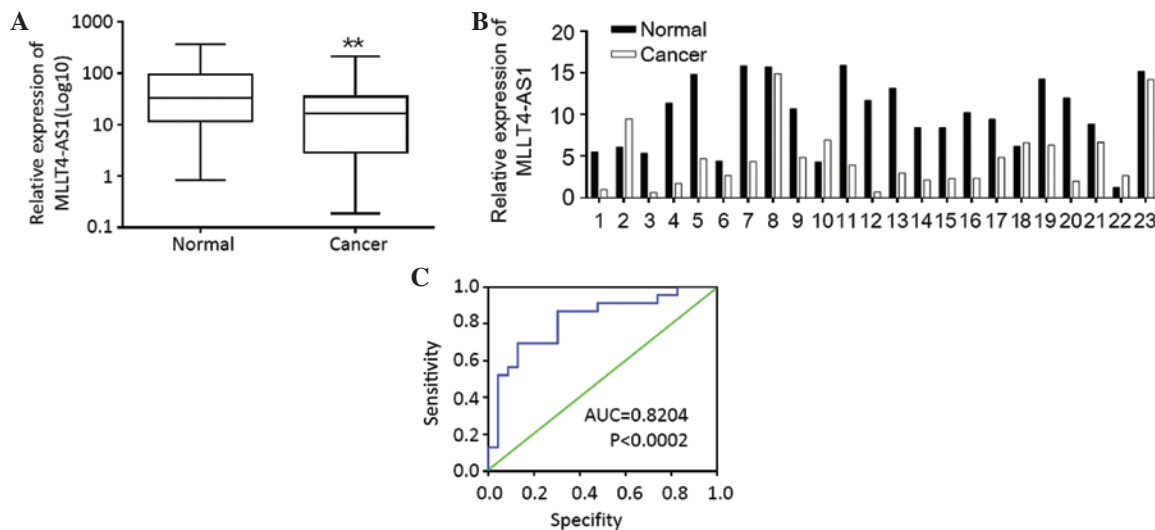 A
Relative expression of
MLLT4-AS1(Log10)
1000
100
10
1
0.1
**
Normal
Cancer
B
Relative expression of
MLLT4-AS1
Normal
Cancer
20
15
10
5
0
1 2 3 4 5 6 7 8 9 10 11 12 13 14 15 16 17 18 19 20 21 22 23
C
Sensitivity
1.0
0.8
0.6
0.4
0.2
0.0
AUC=0.8204
P<0.0002
0.0 0.2 0.4 0.6 0.8 1.0
Specifity